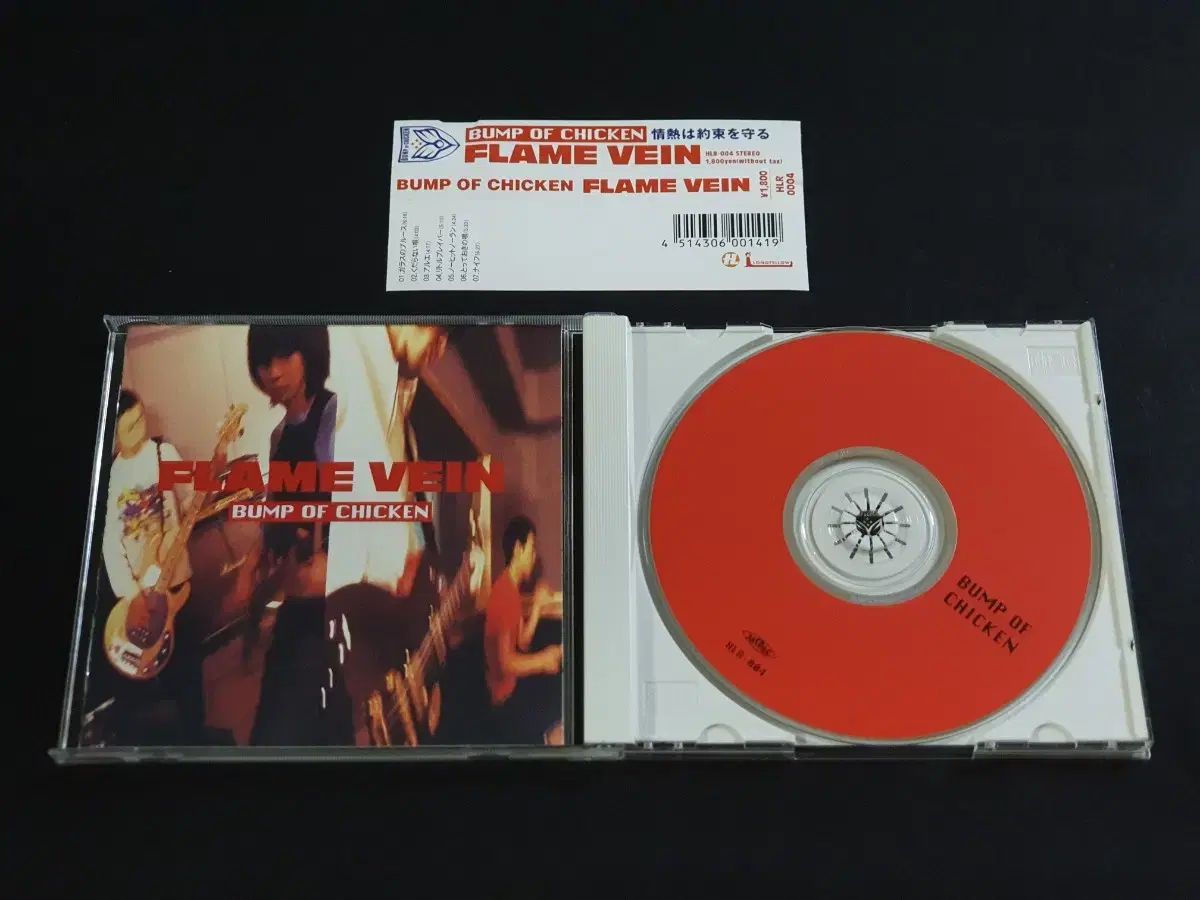 BUMP OF CHICKEN
BUMP OF CHICKEN 情熱は約束を守る
FLAME VEIN
HLR-004 STEREO
1,800yen(without tax)
BUMP OF CHICKEN FLAME VEIN
¥1,800
HLR
0004
01.ガラスのブルース
02.くだらない唄
03.アルエ
04.リトルブレイバー
05.ノーヒットノーラン
06.とっておきの唄
07.ナイフ
4 514306 001419
H
LONGFELLOW
FLAME VEIN
BUMP OF CHICKEN
BUMP OF
CHICKEN
HLR-004